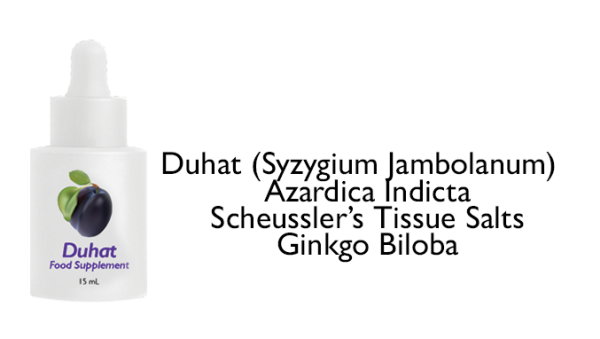 Duhat
Food Supplement
15 mL
Duhat (Syzygium Jambolanum)
Azardica Indicta
Scheussler's Tissue Salts
Ginkgo Biloba